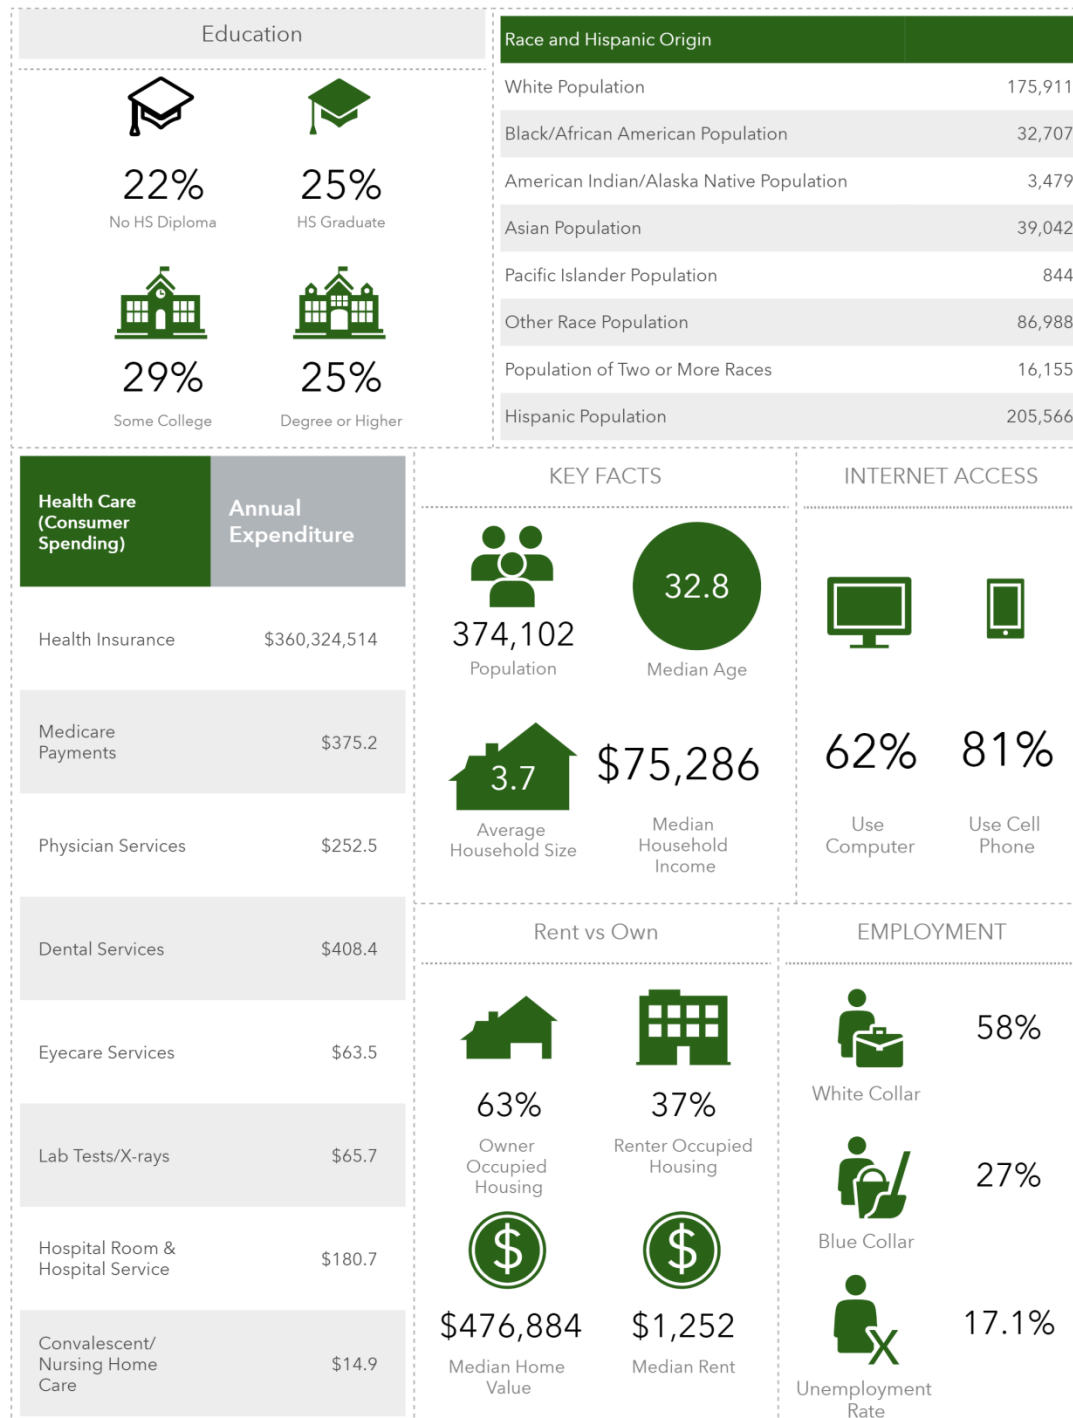 Education
22%
25%
No HS Diploma
HS Graduate
29%
25%
Some College
Degree or Higher
Race and Hispanic Origin
White Population 175,911
Black/African American Population 32,707
American Indian/Alaska Native Population 3,479
Asian Population 39,042
Pacific Islander Population 844
Other Race Population 86,988
Population of Two or More Races 16,155
Hispanic Population 205,566
Health Care
(Consumer
Spending)
Annual
Expenditure
Health Insurance $360,324,514
Medicare
Payments
$375.2
Physician Services $252.5
Dental Services $408.4
Eyecare Services $63.5
Lab Tests/X-rays $65.7
Hospital Room &
Hospital Service
$180.7
Convalescent/
Nursing Home
Care
$14.9
KEY FACTS
374,102
Population
32.8
Median Age
3.7
Average
Household Size
$75,286
Median
Household
Income
INTERNET ACCESS
62%
Use
Computer
81%
Use Cell
Phone
Rent vs Own
63%
Owner
Occupied
Housing
37%
Renter Occupied
Housing
$
$476,884
Median Home
Value
$
$1,252
Median Rent
EMPLOYMENT
58%
White Collar
27%
Blue Collar
X
17.1%
Unemployment
Rate